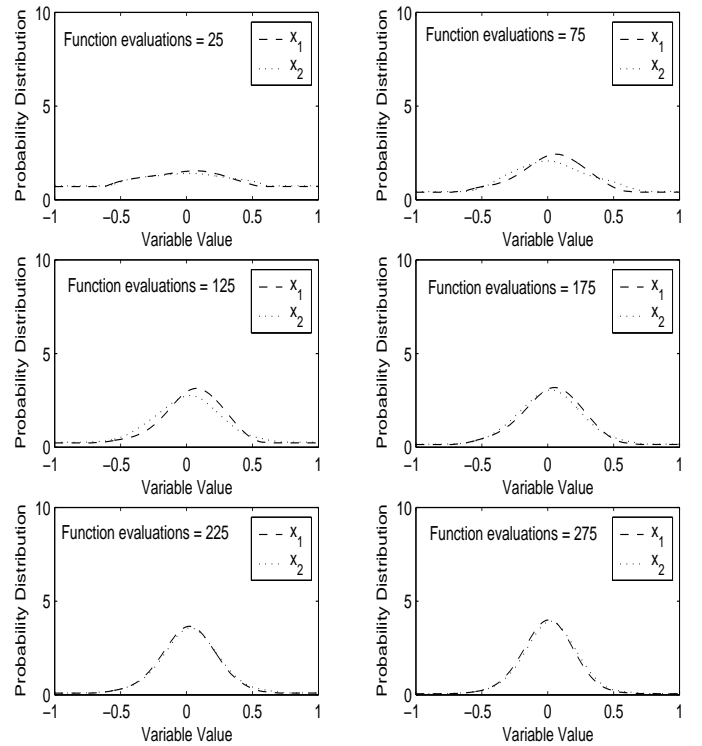 Function evaluations = 25
x1
x2
10
5
0
Probability Distribution
−1 −0.5 0 0.5 1
Variable Value
Function evaluations = 75
x1
x2
10
5
0
Probability Distribution
−1 −0.5 0 0.5 1
Variable Value
Function evaluations = 125
x1
x2
10
5
0
Probability Distribution
−1 −0.5 0 0.5 1
Variable Value
Function evaluations = 175
x1
x2
10
5
0
Probability Distribution
−1 −0.5 0 0.5 1
Variable Value
Function evaluations = 225
x1
x2
10
5
0
Probability Distribution
−1 −0.5 0 0.5 1
Variable Value
Function evaluations = 275
x1
x2
10
5
0
Probability Distribution
−1 −0.5 0 0.5 1
Variable Value